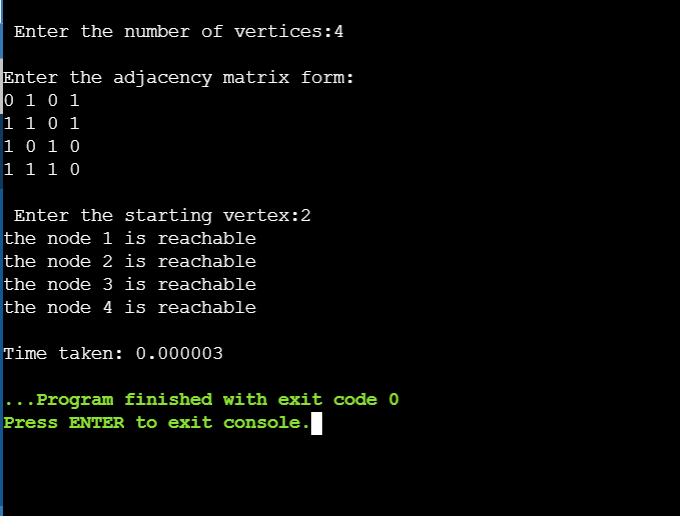 Enter the number of vertices:4
Enter the adjacency matrix form:
0 1 0 1
1 1 0 1
1 0 1 0
1 1 1 0
Enter the starting vertex:2
the node 1 is reachable
the node 2 is reachable
the node 3 is reachable
the node 4 is reachable
Time taken: 0.000003
...Program finished with exit code 0
Press ENTER to exit console.